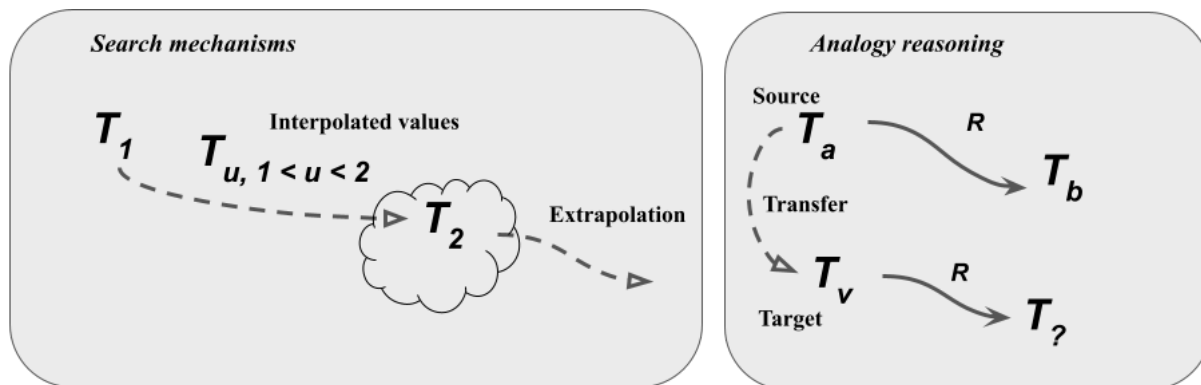 Search mechanisms
Interpolated values
T1
Tu, 1 < u < 2
T2
Extrapolation
Analogy reasoning
Source
Ta
R
Tb
Transfer
Tv
R
Target
T?